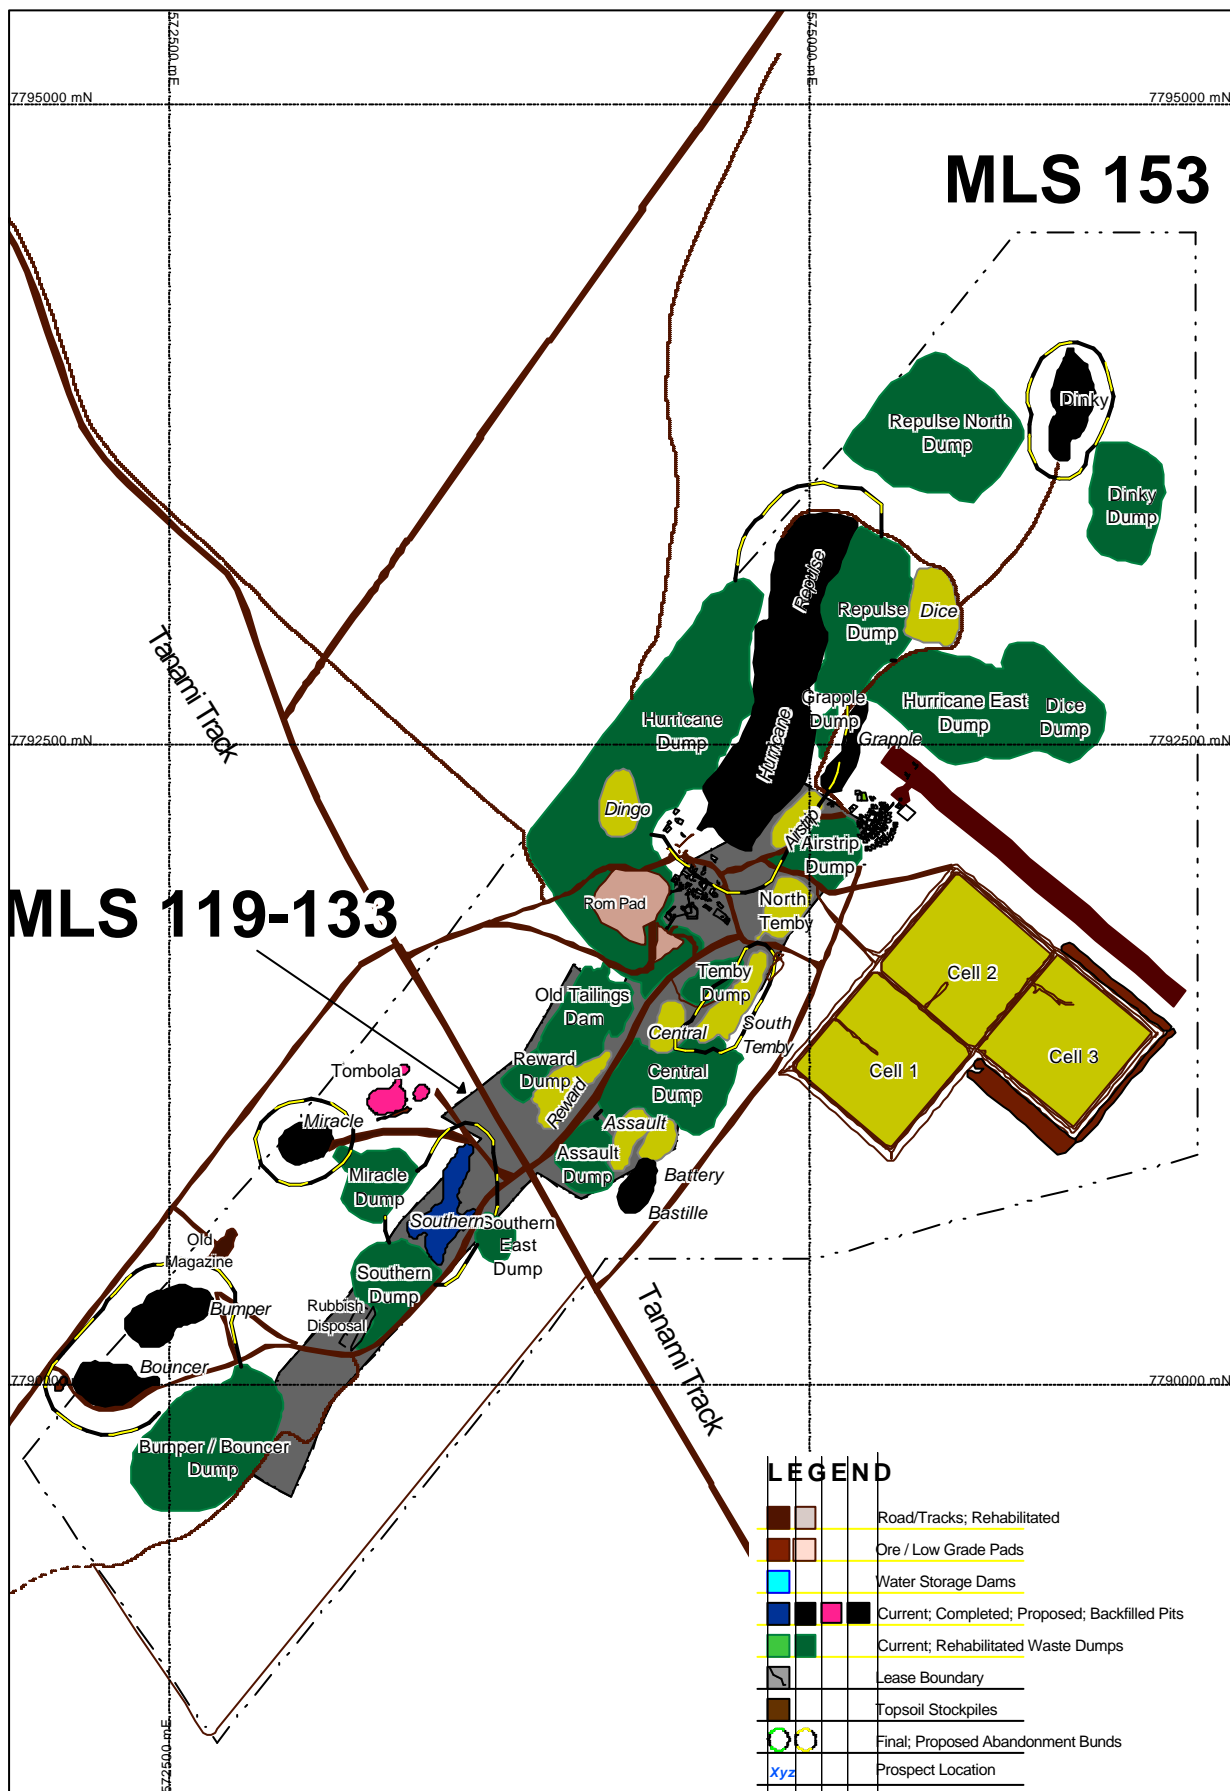 572500 mE
575000 mE
7795000 mN
7795000 mN
MLS 153
Dinky
Repulse North
Dump
Dinky
Dump
Repulse
Repulse
Dump
Dice
Tanami Track
Hurricane
Dump
Hurricane
Grapple
Dump
Hurricane East
Dump
Dice
Dump
7792500 mN
7792500 mN
Grapple
Dingo
Airstrip
Airstrip
Dump
MLS 119-133
Rom Pad
North
Temby
Old Tailings
Dam
Temby
Dump
Cell 2
Central
South
Temby
Cell 3
Cell 1
Tombola
Reward
Dump
Reward
Central
Dump
Miracle
Assault
Assault
Dump
Miracle
Dump
Battery
Bastille
Southern
Southern
East
Dump
Old
Magazine
Southern
Dump
Bumper
Rubbish
Disposal
Tanami Track
Bouncer
7790000 mN
7790000 mN
Bumper / Bouncer
Dump
LEGEND
Road/Tracks; Rehabilitated
Ore / Low Grade Pads
Water Storage Dams
Current; Completed; Proposed; Backfilled Pits
Current; Rehabilitated Waste Dumps
Lease Boundary
Topsoil Stockpiles
Final; Proposed Abandonment Bunds
Xyz Prospect Location
572500 mE